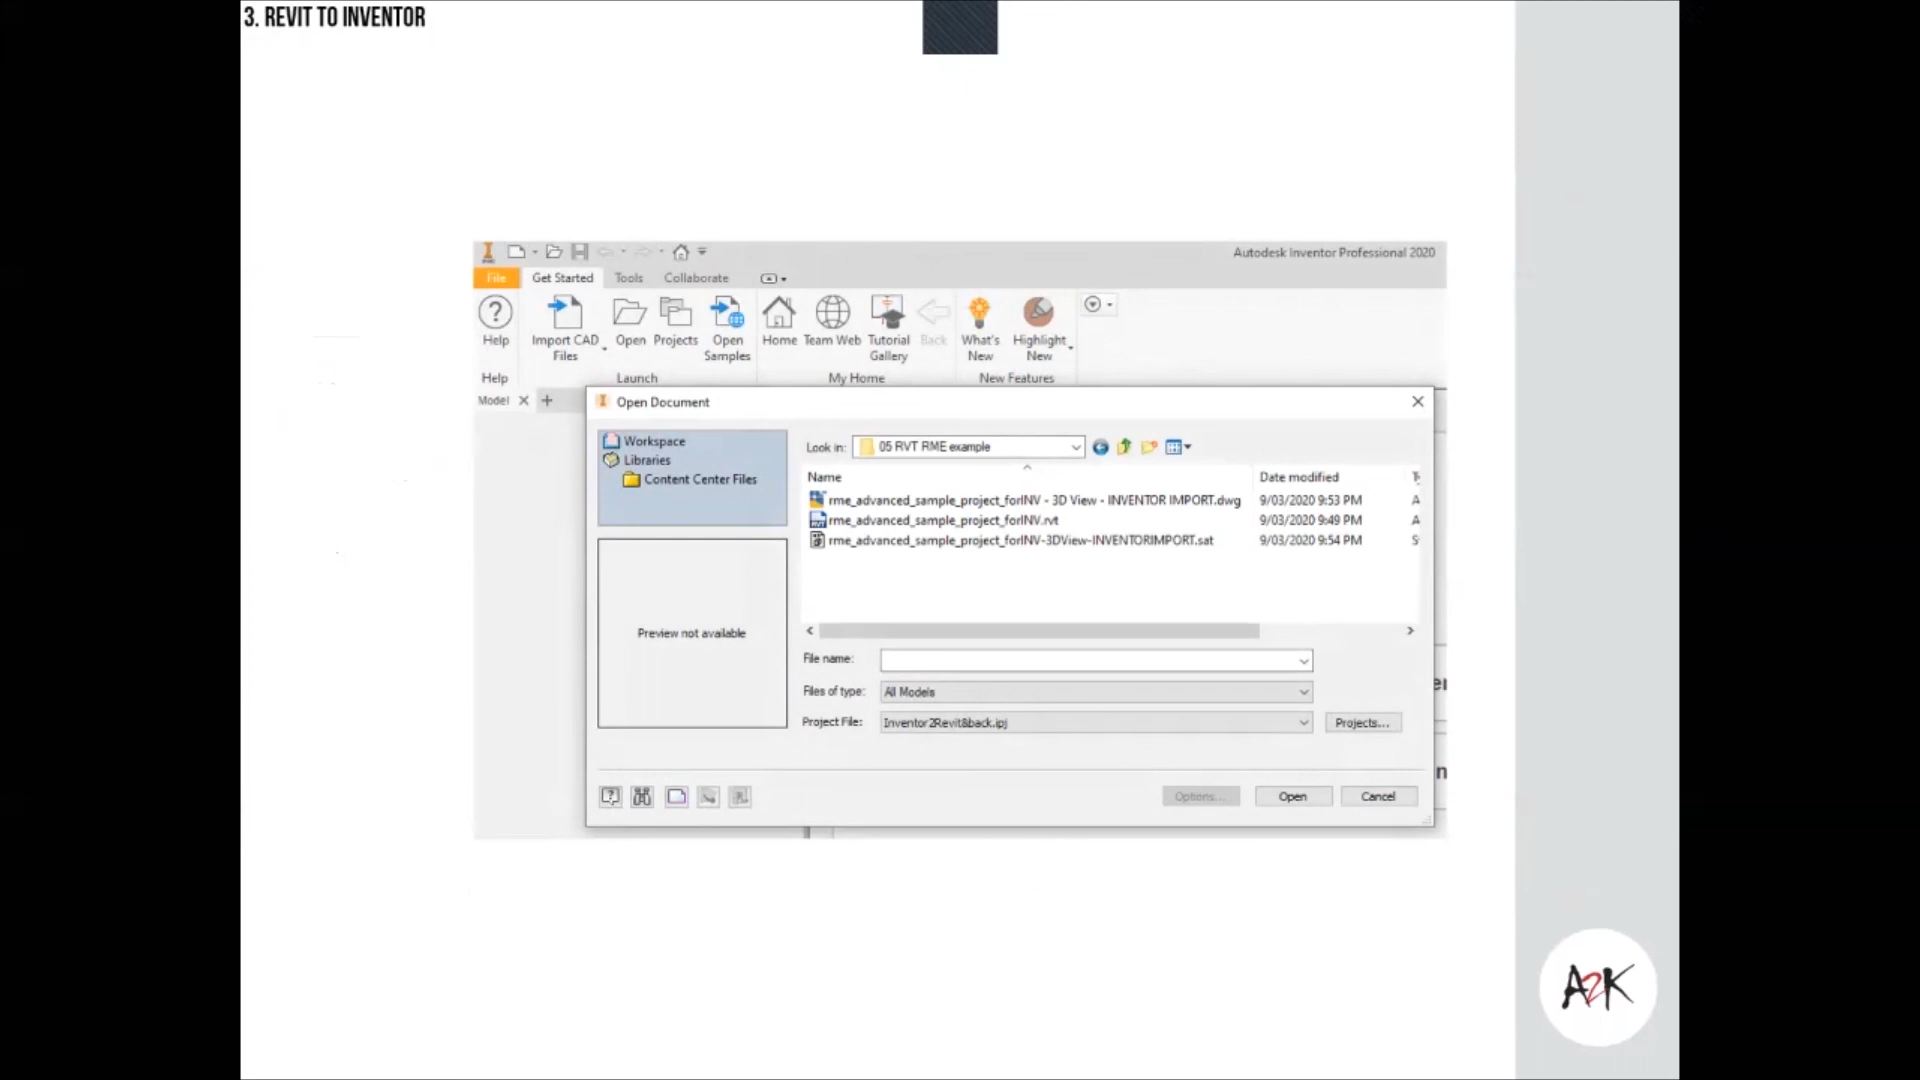 3. REVIT TO INVENTOR
Autodesk Inventor Professional 2020
File Get Started Tools Collaborate
Help Import CAD Files Open Projects Open Samples Home Team Web Tutorial Gallery Back What's New Highlight New
Help Launch My Home New Features
Model
Open Document
Workspace
Libraries
Content Center Files
Preview not available
Look in: 05 RVT RME example
Name Date modified
rme_advanced_sample_project_forINV - 3D View - INVENTOR IMPORT.dwg 9/03/2020 9:53 PM A
rme_advanced_sample_project_forINV.rvt 9/03/2020 9:49 PM A
rme_advanced_sample_project_forINV-3DView-INVENTORIMPORT.sat 9/03/2020 9:54 PM S
File name:
Files of type: All Models
Project File: Inventor2Revit&back.ipj Projects...
Options... Open Cancel
A2K